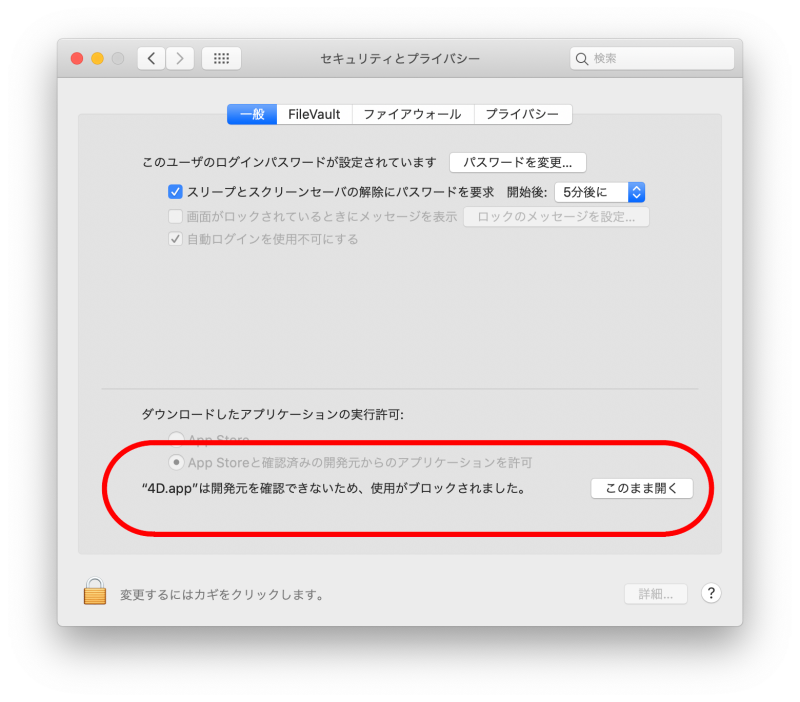 セキュリティとプライバシー
検索
一般 FileVault ファイアウォール プライバシー
このユーザのログインパスワードが設定されています パスワードを変更...
スリープとスクリーンセーバの解除にパスワードを要求 開始後: 5分後に
画面がロックされているときにメッセージを表示 ロックのメッセージを設定...
自動ログインを使用不可にする
ダウンロードしたアプリケーションの実行許可:
App Store
App Storeと確認済みの開発元からのアプリケーションを許可
“4D.app”は開発元を確認できないため、使用がブロックされました。 このまま開く
変更するにはカギをクリックします。 詳細... ?